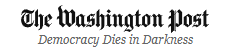 The Washington Post
Democracy Dies in Darkness